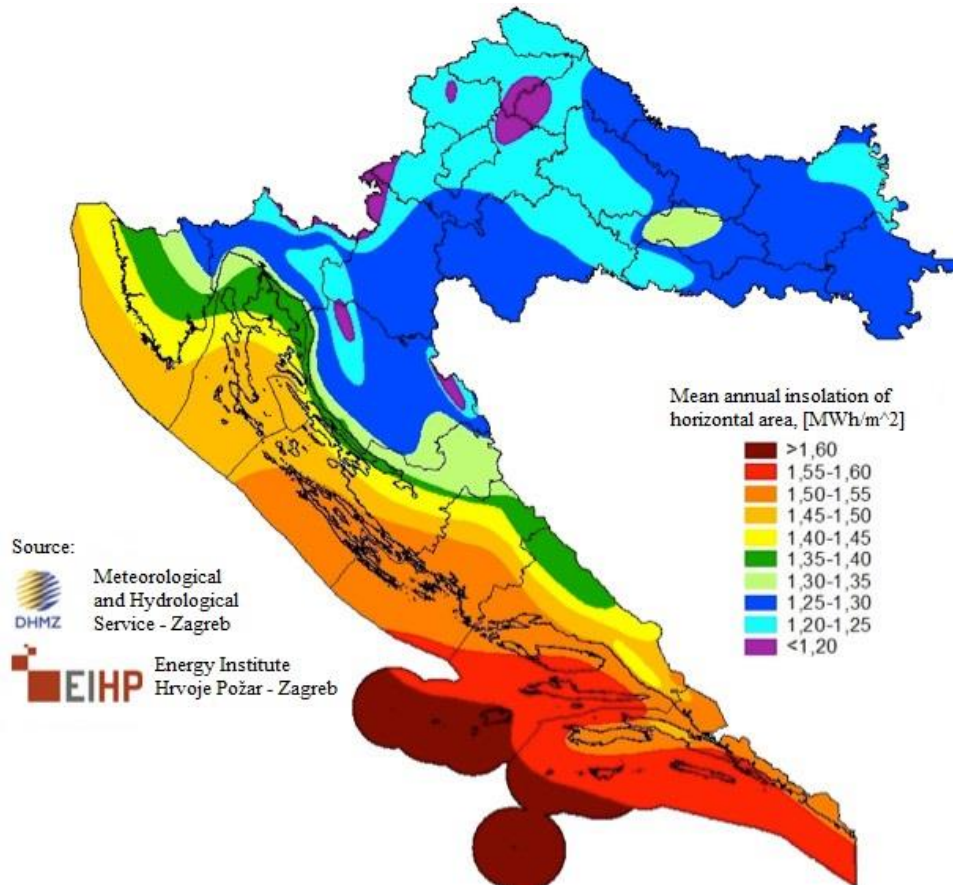 Mean annual insolation of
horizontal area, [MWh/m^2]
>1,60
1,55-1,60
1,50-1,55
1,45-1,50
1,40-1,45
1,35-1,40
1,30-1,35
1,25-1,30
1,20-1,25
<1,20
Source:
Meteorological
and Hydrological
Service - Zagreb
DHMZ
Energy Institute
Hrvoje Požar - Zagreb
EIHP